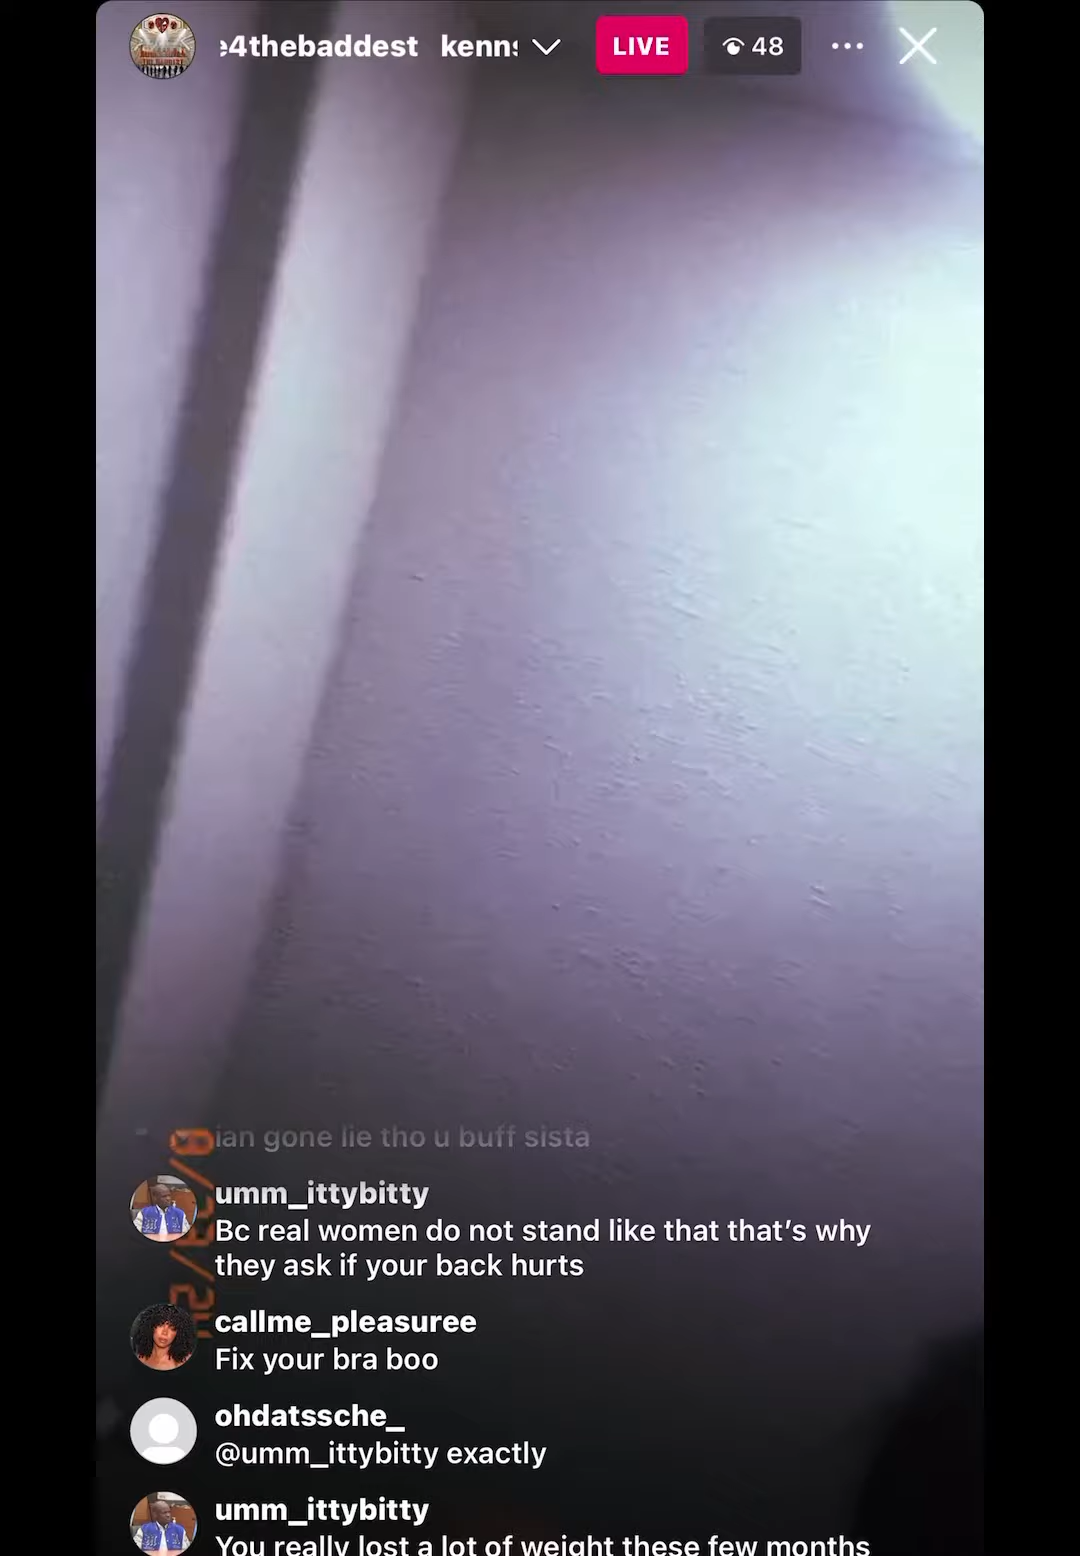 e4thebaddest kenns
LIVE
48
ian gone lie tho u buff sista
umm_ittybitty
Bc real women do not stand like that that's why
they ask if your back hurts
callme_pleasuree
Fix your bra boo
ohdatssche_
@umm_ittybitty exactly
umm_ittybitty
You really lost a lot of weight these few months